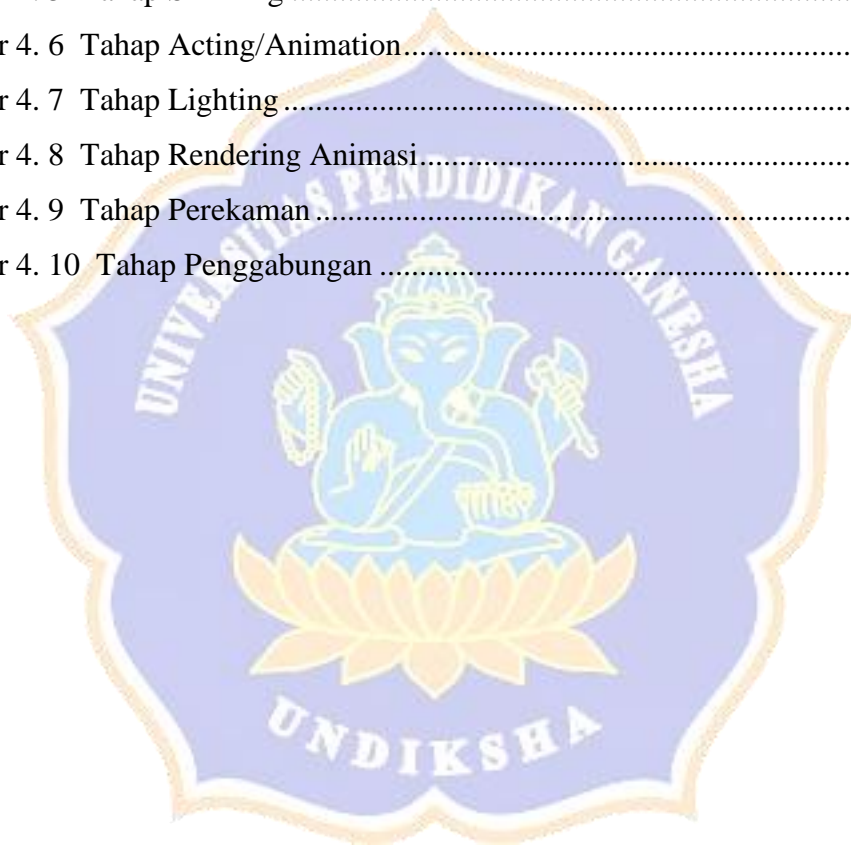 r 4. 6 Tahap Acting/Animation
r 4. 7 Tahap Lighting
r 4. 8 Tahap Rendering Animasi
r 4. 9 Tahap Perekaman
r 4. 10 Tahap Penggabungan
UNIVERSITAS PENDIDIKAN GANESHA
UNDIKSHA